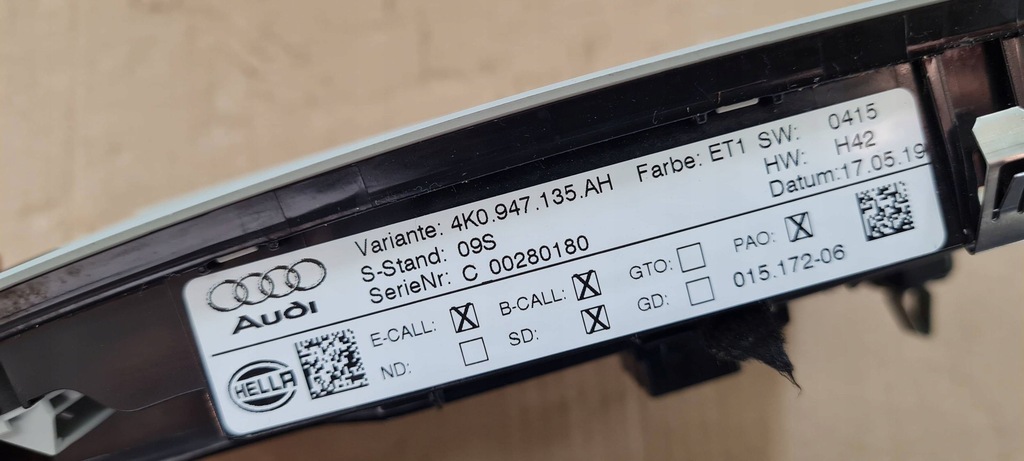 Variante: 4K0.947.135.AH Farbe: ET1 SW: 0415
S-Stand: 09S HW: H42
SerieNr: C 00280180 Datum:17.05.19
Audi
E-CALL: X B-CALL: X GTO: PAO: X
ND: SD: X GD: 015.172-06
HELLA